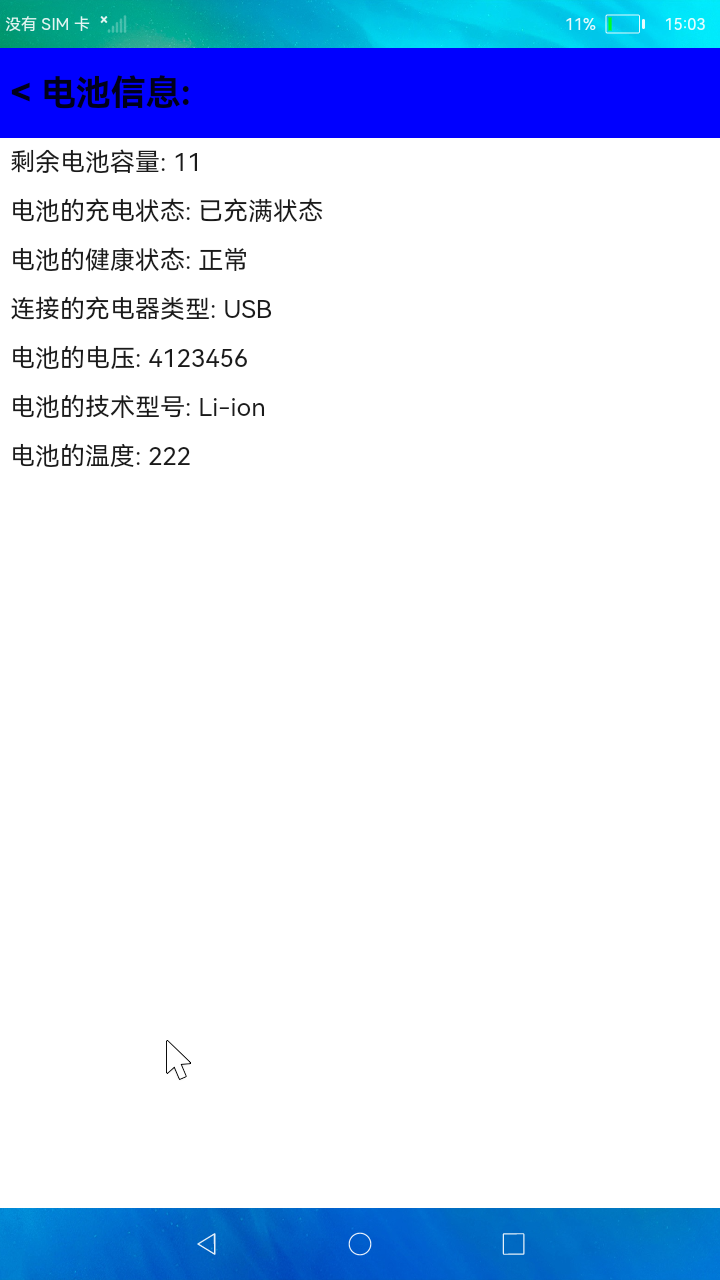 没有 SIM 卡
11%
15:03
< 电池信息:
剩余电池容量: 11
电池的充电状态: 已充满状态
电池的健康状态: 正常
连接的充电器类型: USB
电池的电压: 4123456
电池的技术型号: Li-ion
电池的温度: 222